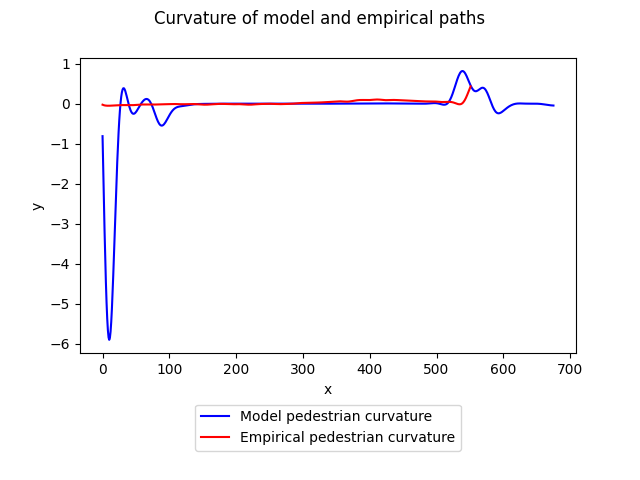 Curvature of model and empirical paths
1
0
−1
−2
−3
−4
−5
−6
y
0 100 200 300 400 500 600 700
x
Model pedestrian curvature
Empirical pedestrian curvature